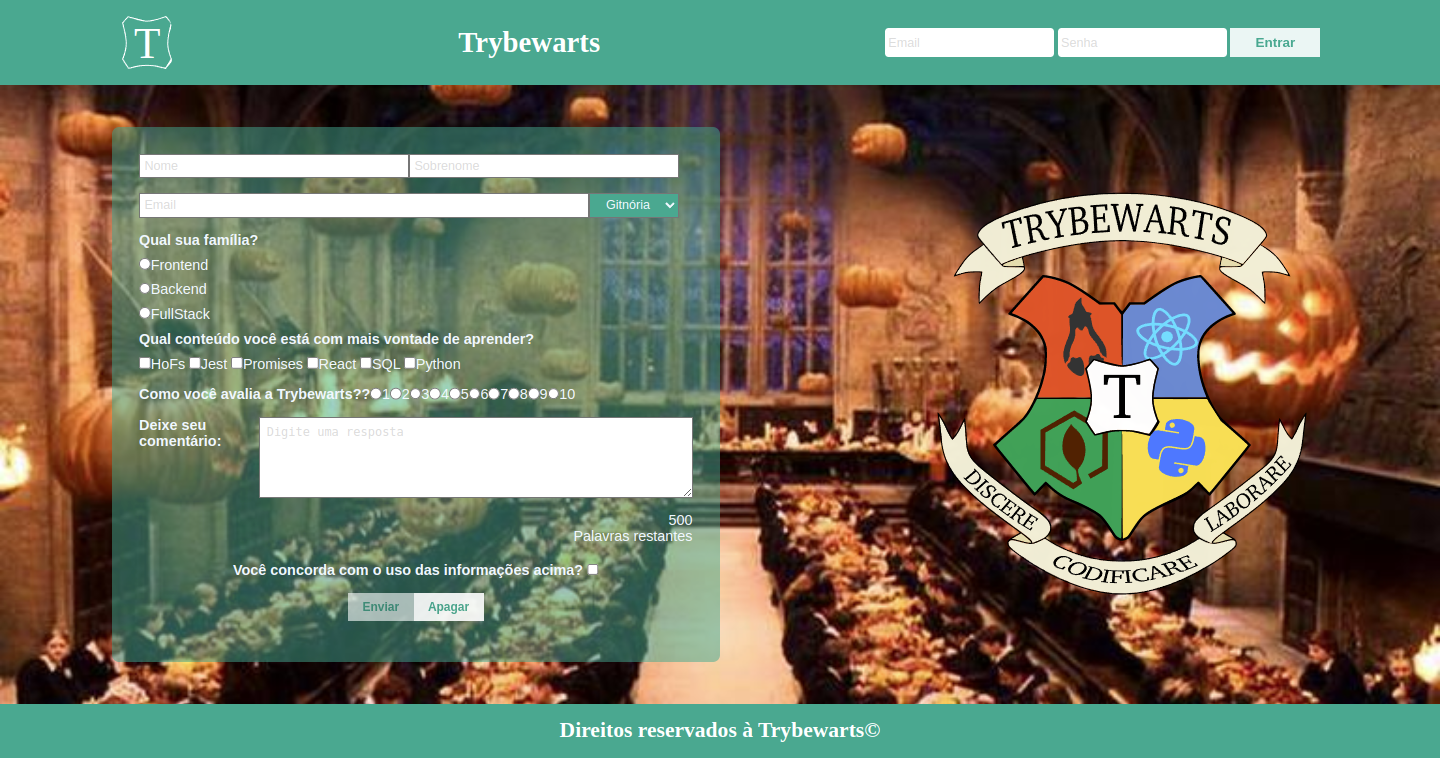 T
Trybewarts
Email Senha Entrar
Nome Sobrenome
Email Gitnória
Qual sua família?
Frontend
Backend
FullStack
Qual conteúdo você está com mais vontade de aprender?
HoFs Jest Promises React SQL Python
Como você avalia a Trybewarts??1 2 3 4 5 6 7 8 9 10
Deixe seu
comentário:
Digite uma resposta
500
Palavras restantes
Você concorda com o uso das informações acima?
Enviar Apagar
TRYBEWARTS
T
DISCERE
LABORARE
CODIFICARE
Direitos reservados à Trybewarts©